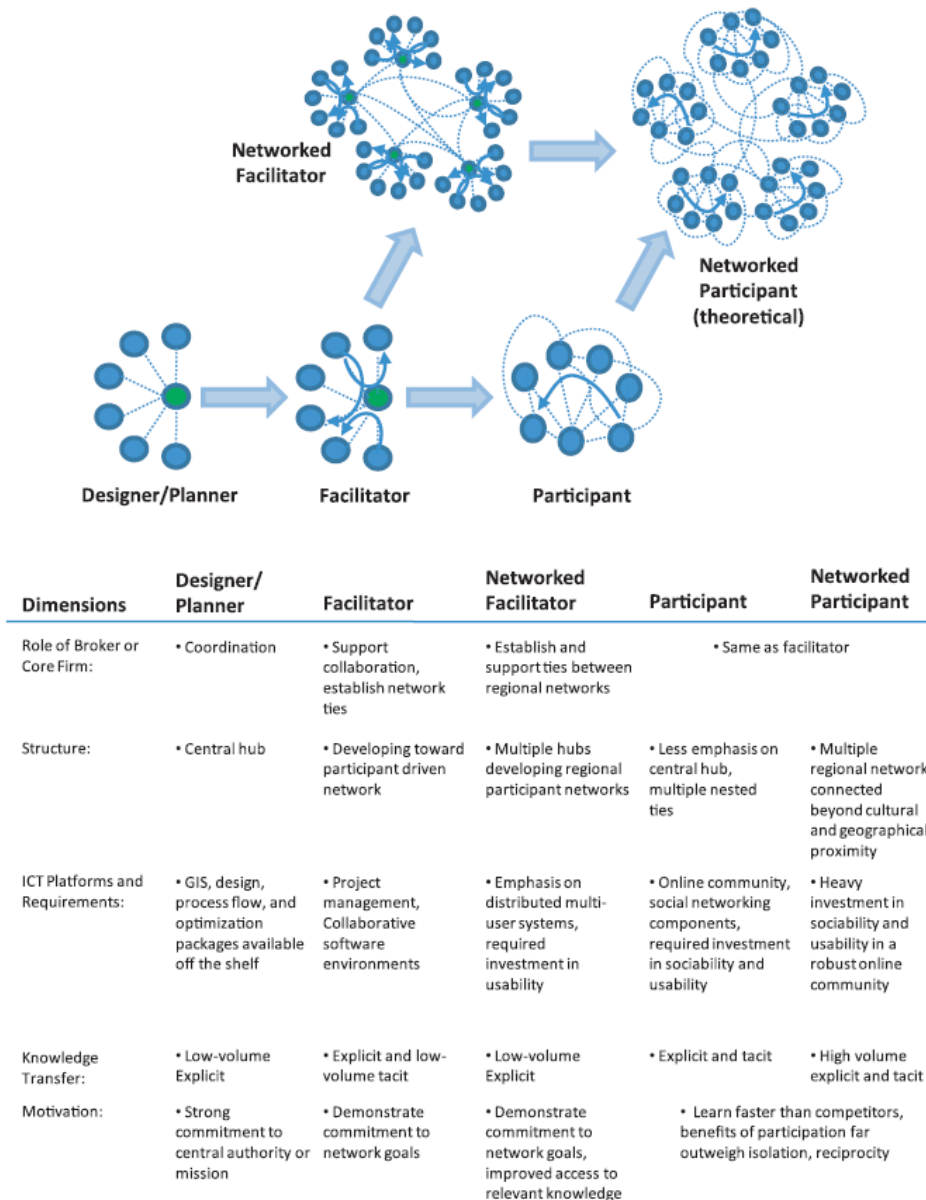 Networked
Facilitator
Networked
Participant
(theoretical)
Designer/Planner
Facilitator
Participant
Dimensions
Designer/
Planner
Facilitator
Networked
Facilitator
Participant
Networked
Participant
Role of Broker or
Core Firm:
• Coordination
• Support
collaboration,
establish network
ties
• Establish and
support ties between
regional networks
• Same as facilitator
Structure:
• Central hub
• Developing toward
participant driven
network
• Multiple hubs
developing regional
participant networks
• Less emphasis on
central hub,
multiple nested
ties
• Multiple
regional network
connected
beyond cultural
and geographical
proximity
ICT Platforms and
Requirements:
• GIS, design,
process flow, and
optimization
packages available
off the shelf
• Project
management,
Collaborative
software
environments
• Emphasis on
distributed multi-
user systems,
required
investment in
usability
• Online community,
social networking
components,
required investment
in sociability and
usability
• Heavy
investment in
sociability and
usability in a
robust online
community
Knowledge
Transfer:
• Low-volume
Explicit
• Explicit and low-
volume tacit
• Low-volume
Explicit
• Explicit and tacit
• High volume
explicit and tacit
Motivation:
• Strong
commitment to
central authority or
mission
• Demonstrate
commitment to
network goals
• Demonstrate
commitment to
network goals,
improved access to
relevant knowledge
• Learn faster than competitors,
benefits of participation far
outweigh isolation, reciprocity